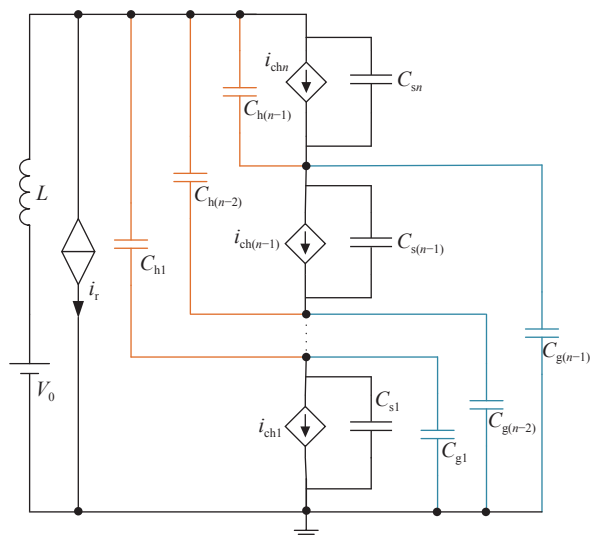 i_chn
C_sn
C_h(n−1)
L
C_h(n−2)
i_ch(n−1)
C_s(n−1)
C_h1
i_r
C_g(n−1)
V_0
C_s1
i_ch1
C_g(n−2)
C_g1